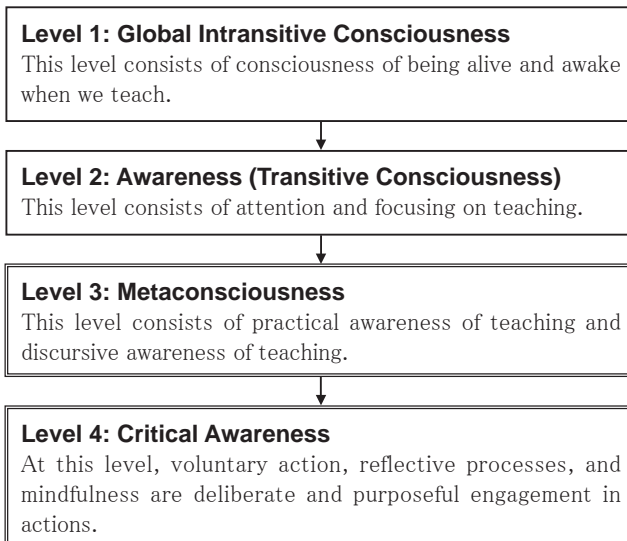 Level 1: Global Intransitive Consciousness
This level consists of consciousness of being alive and awake
when we teach.
Level 2: Awareness (Transitive Consciousness)
This level consists of attention and focusing on teaching.
Level 3: Metaconsciousness
This level consists of practical awareness of teaching and
discursive awareness of teaching.
Level 4: Critical Awareness
At this level, voluntary action, reflective processes, and
mindfulness are deliberate and purposeful engagement in
actions.